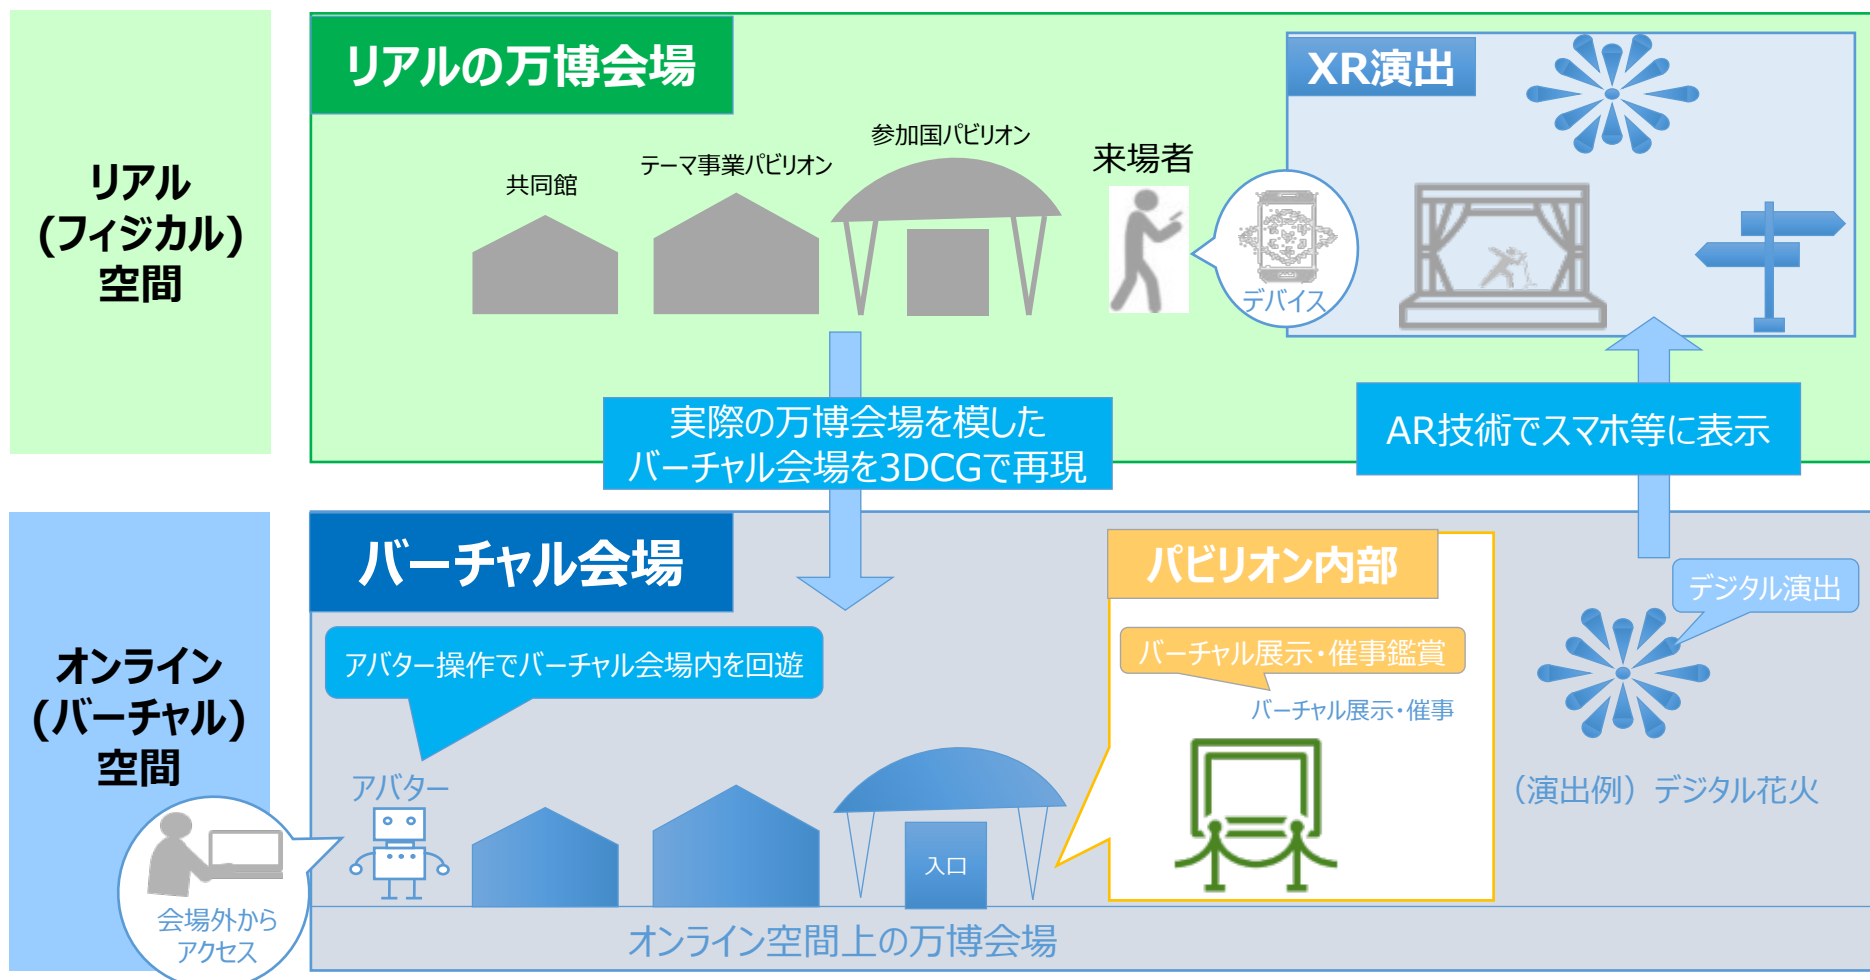 リアル
(フィジカル)
空間
リアルの万博会場
共同館
テーマ事業パビリオン
参加国パビリオン
来場者
デバイス
XR演出
実際の万博会場を模した
バーチャル会場を3DCGで再現
AR技術でスマホ等に表示
オンライン
(バーチャル)
空間
会場外から
アクセス
バーチャル会場
アバター操作でバーチャル会場内を回遊
アバター
入口
オンライン空間上の万博会場
パビリオン内部
バーチャル展示・催事鑑賞
バーチャル展示・催事
デジタル演出
（演出例）デジタル花火